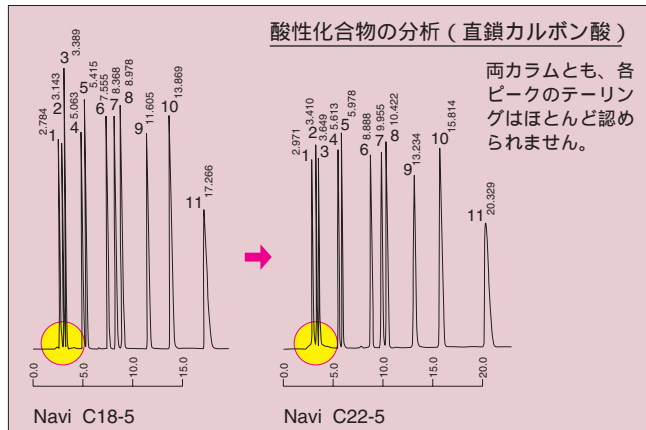 酸性化合物の分析（直鎖カルボン酸）
両カラムとも、各
ピークのテーリン
グはほとんど認め
られません。
1 2.784
2 3.143
3 3.389
4 5.063
5 5.415
6 7.555
7 8.368
8 8.978
9 11.605
10 13.869
11 17.266
0.0 5.0 15.0
Navi C18-5
1 2.971
2 3.410
3 3.649
4 5.613
5 5.978
6 8.888
7 9.955
8 10.422
9 13.234
10 15.814
11 20.329
0.0 5.0 10.0 15.0 20.0
Navi C22-5